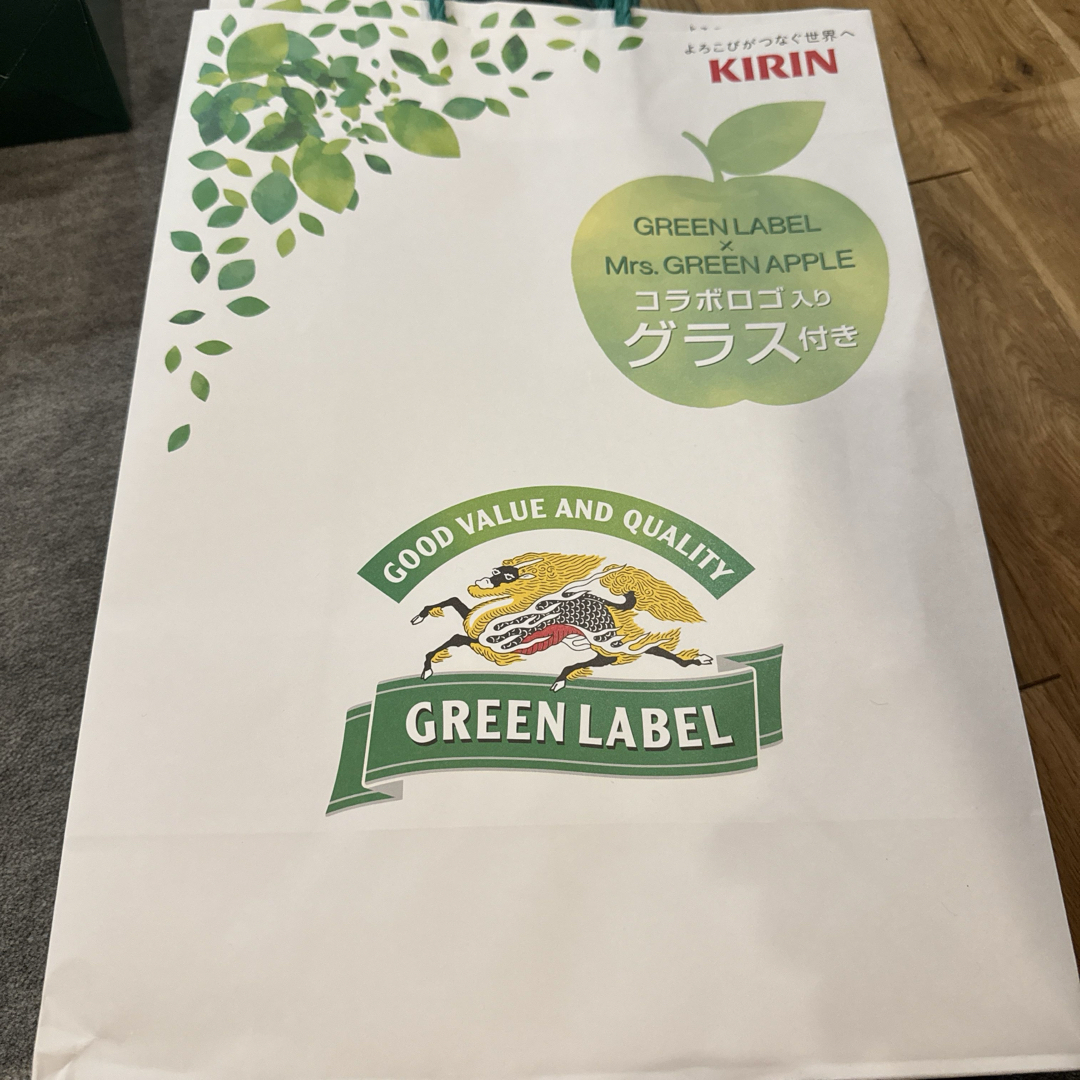 よろこびがつなぐ世界へ
KIRIN
GREEN LABEL
×
Mrs. GREEN APPLE
コラボロゴ入り
グラス付き
GOOD VALUE AND QUALITY
GREEN LABEL